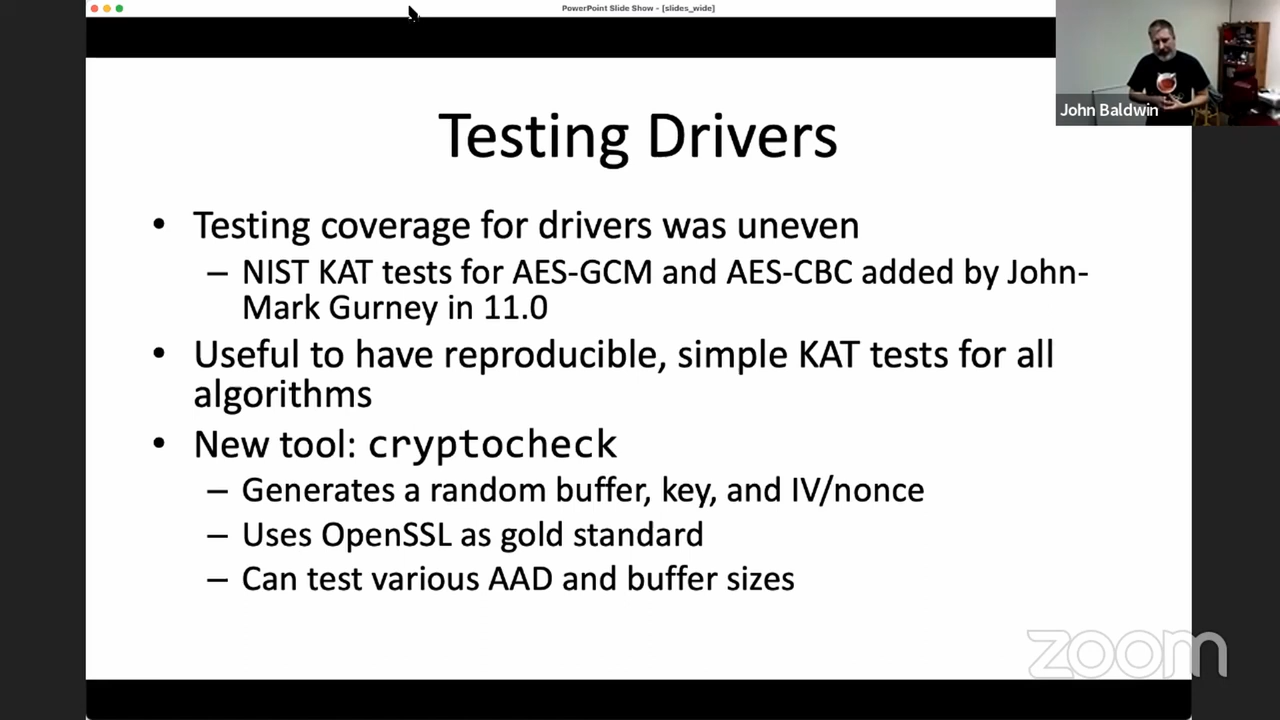 PowerPoint Slide Show - [slides_wide]
John Baldwin
Testing Drivers
• Testing coverage for drivers was uneven
– NIST KAT tests for AES-GCM and AES-CBC added by John-
Mark Gurney in 11.0
• Useful to have reproducible, simple KAT tests for all
algorithms
• New tool: cryptocheck
– Generates a random buffer, key, and IV/nonce
– Uses OpenSSL as gold standard
– Can test various AAD and buffer sizes
zoom